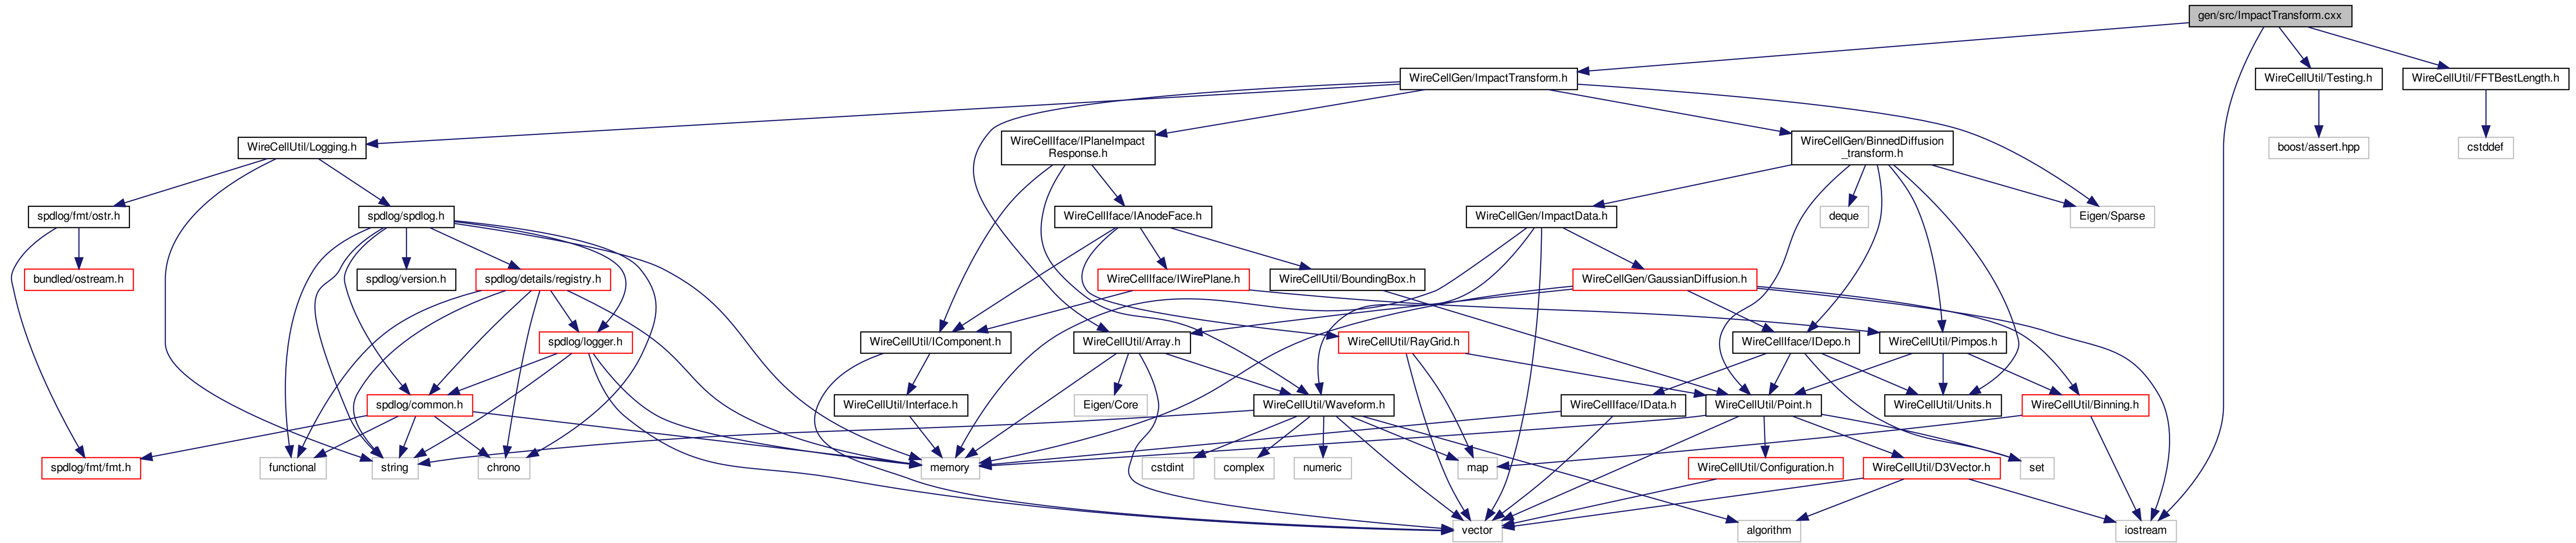 gen/src/ImpactTransform.cxx
WireCellGen/ImpactTransform.h
WireCellUtil/Testing.h
WireCellUtil/FFTBestLength.h
WireCellUtil/Logging.h
WireCellIface/IPlaneImpact
Response.h
WireCellGen/BinnedDiffusion
_transform.h
boost/assert.hpp
cstddef
spdlog/fmt/ostr.h
spdlog/spdlog.h
WireCellIface/IAnodeFace.h
WireCellGen/ImpactData.h
deque
Eigen/Sparse
bundled/ostream.h
spdlog/version.h
spdlog/details/registry.h
WireCellIface/IWirePlane.h
WireCellUtil/BoundingBox.h
WireCellGen/GaussianDiffusion.h
spdlog/logger.h
WireCellUtil/IComponent.h
WireCellUtil/Array.h
WireCellUtil/RayGrid.h
WireCellIface/IDepo.h
WireCellUtil/Pimpos.h
spdlog/common.h
WireCellUtil/Interface.h
Eigen/Core
WireCellUtil/Waveform.h
WireCellIface/IData.h
WireCellUtil/Point.h
WireCellUtil/Units.h
WireCellUtil/Binning.h
spdlog/fmt/fmt.h
functional
string
chrono
memory
cstdint
complex
numeric
map
WireCellUtil/Configuration.h
WireCellUtil/D3Vector.h
set
vector
algorithm
iostream